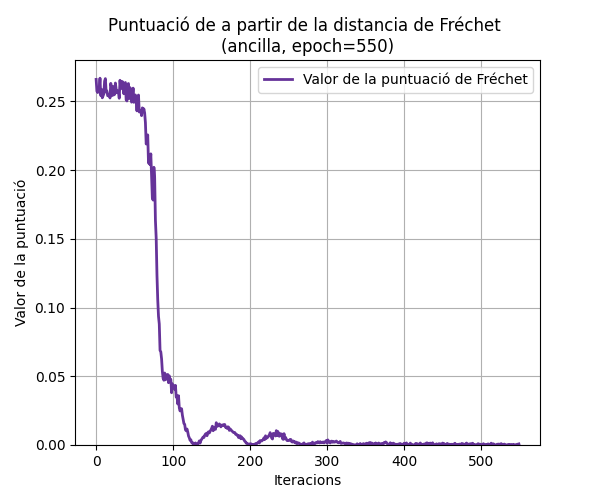 Puntuació de a partir de la distancia de Fréchet
(ancilla, epoch=550)
Valor de la puntuació de Fréchet
Valor de la puntuació
0.25
0.20
0.15
0.10
0.05
0.00
0 100 200 300 400 500
Iteracions